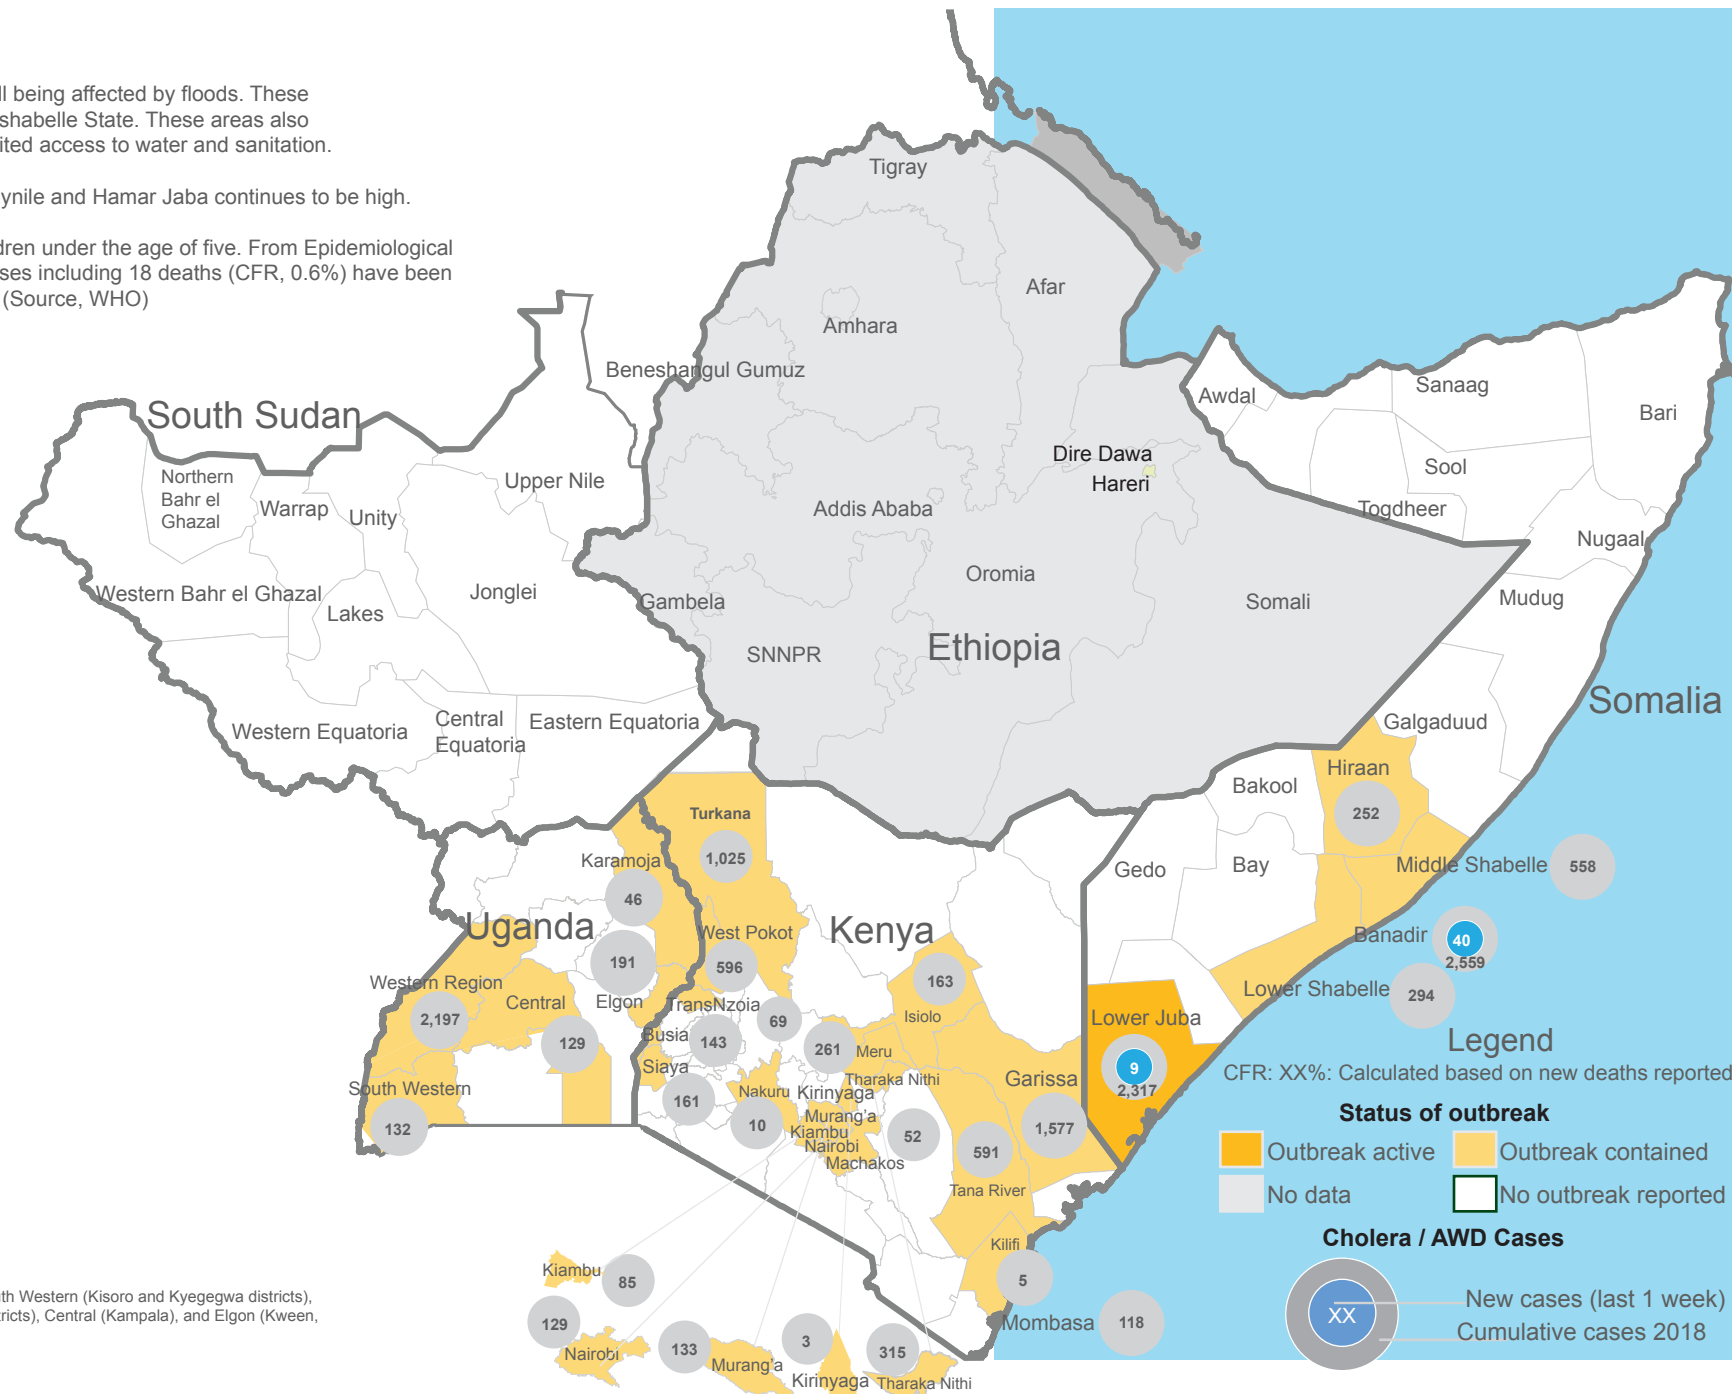 ll being affected by floods. These
shabelle State. These areas also
ited access to water and sanitation.
ynile and Hamar Jaba continues to be high.
dren under the age of five. From Epidemiological
ses including 18 deaths (CFR, 0.6%) have been
(Source, WHO)
Tigray
Afar
Amhara
Beneshangul Gumuz
South Sudan
Awdal
Sanaag
Bari
Dire Dawa
Hareri
Sool
Northern
Bahr el
Ghazal
Warrap
Unity
Upper Nile
Addis Ababa
Togdheer
Nugaal
Western Bahr el Ghazal
Lakes
Jonglei
Gambela
Oromia
Somali
Mudug
SNNPR
Ethiopia
Somalia
Western Equatoria
Central
Equatoria
Eastern Equatoria
Galgaduud
Hiraan
252
Bakool
Turkana
1,025
Karamoja
46
Gedo
Bay
Middle Shabelle
558
Uganda
Kenya
West Pokot
596
Banadir
40
2,559
191
Elgon
163
Isiolo
Western Region
2,197
Central
129
TransNzoia
69
Lower Shabelle
294
Busia
143
261
Meru
Lower Juba
9
2,317
Siaya
161
Nakuru
10
Kirinyaga
Tharaka Nithi
Murang'a
Kiambu
Nairobi
Machakos
52
Garissa
1,577
591
Tana River
South Western
132
Kilifi
5
Mombasa
118
Kiambu
85
129
Nairobi
133
Murang'a
3
Kirinyaga
315
Tharaka Nithi
Legend
CFR: XX%: Calculated based on new deaths reported
Status of outbreak
Outbreak active
Outbreak contained
No data
No outbreak reported
Cholera / AWD Cases
XX
New cases (last 1 week)
Cumulative cases 2018
th Western (Kisoro and Kyegegwa districts),
tricts), Central (Kampala), and Elgon (Kween,